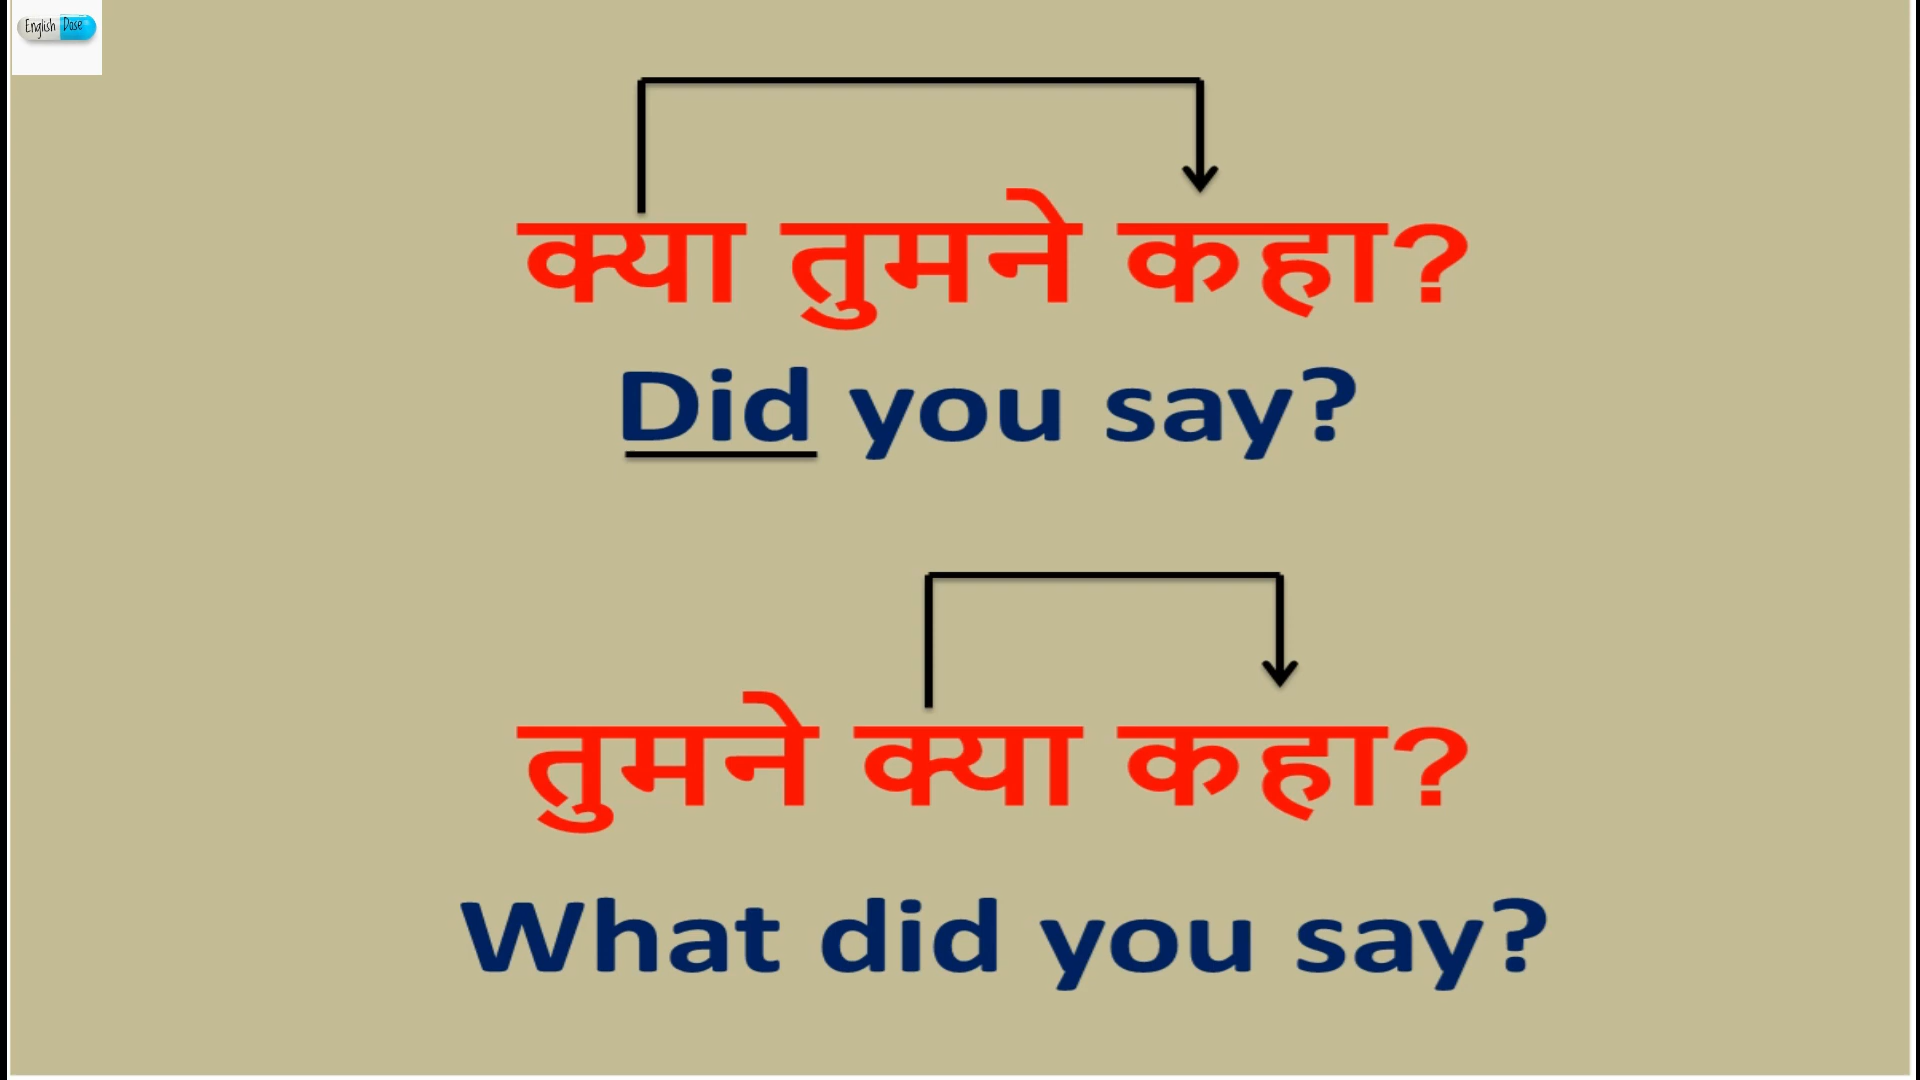 English Dose
क्या तुमने कहा?
Did you say?
तुमने क्या कहा?
What did you say?